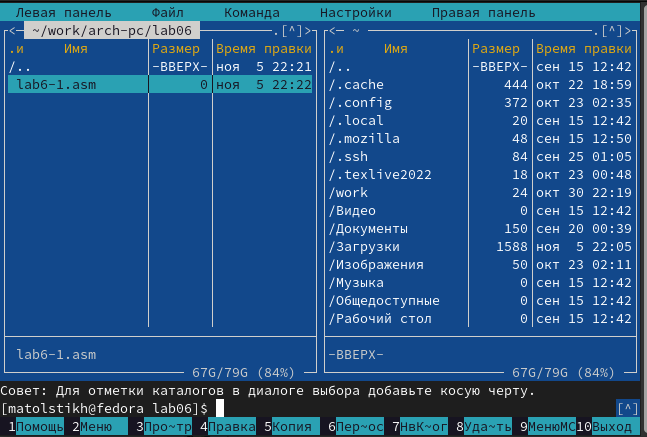 Левая панель Файл Команда Настройки Правая панель
~/work/arch-pc/lab06 .[^]> <— ~ .[^]>
.и Имя Размер Время правки .и Имя Размер Время правки
/.. -ВВЕРХ- ноя 5 22:21 /.. -ВВЕРХ- сен 15 12:42
lab6-1.asm 0 ноя 5 22:22 /.cache 444 окт 22 18:59
/.config 372 окт 23 02:35
/.local 20 сен 15 12:42
/.mozilla 48 сен 15 12:50
/.ssh 84 сен 25 01:05
/.texlive2022 18 окт 23 00:48
/work 24 окт 30 22:19
/Видео 0 сен 15 12:42
/Документы 150 сен 20 00:39
/Загрузки 1588 ноя 5 22:05
/Изображения 50 окт 23 02:11
/Музыка 0 сен 15 12:42
/Общедоступные 0 сен 15 12:42
/Рабочий стол 0 сен 15 12:42
lab6-1.asm -ВВЕРХ-
67G/79G (84%) 67G/79G (84%)
Совет: Для отметки каталогов в диалоге выбора добавьте косую черту.
[matolstikh@fedora lab06]$ [^]
1Помощь 2Меню 3Про~тр 4Правка 5Копия 6Пер~ос 7НвК~ог 8Уда~ть 9МенюМС 10Выход